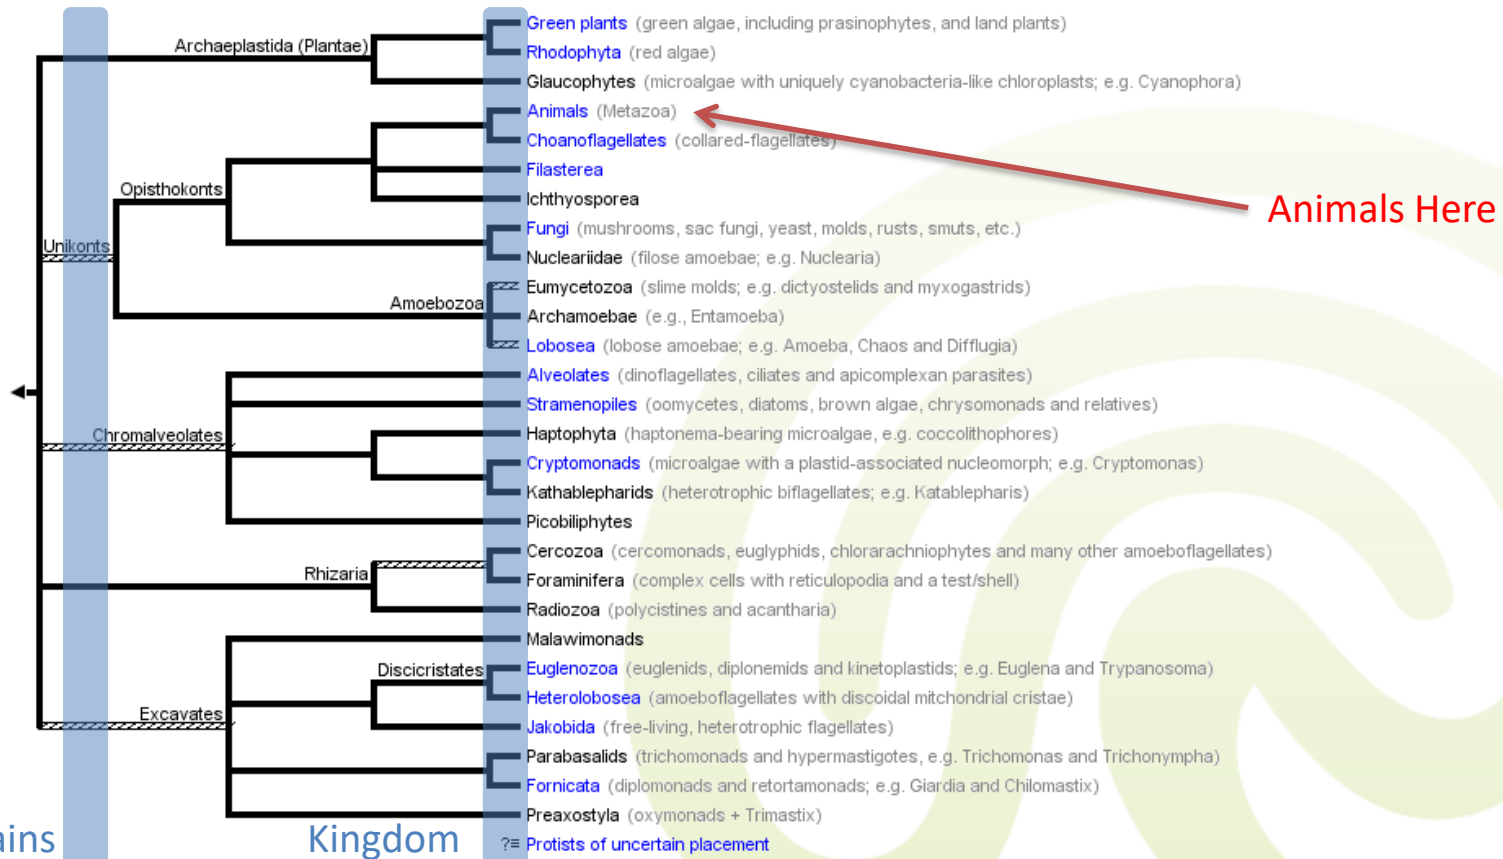 Green plants (green algae, including prasinophytes, and land plants)
Archaeplastida (Plantae)
Rhodophyta (red algae)
Glaucophytes (microalgae with uniquely cyanobacteria-like chloroplasts; e.g. Cyanophora)
Animals (Metazoa)
Choanoflagellates (collared-flagellates)
Filasterea
Opisthokonts
Ichthyosporea
Animals Here
Fungi (mushrooms, sac fungi, yeast, molds, rusts, smuts, etc.)
Unikonts
Nucleariidae (filose amoebae; e.g. Nuclearia)
Eumycetozoa (slime molds; e.g. dictyostelids and myxogastrids)
Amoebozoa
Archamoebae (e.g., Entamoeba)
Lobosea (lobose amoebae; e.g. Amoeba, Chaos and Difflugia)
Alveolates (dinoflagellates, ciliates and apicomplexan parasites)
Stramenopiles (oomycetes, diatoms, brown algae, chrysomonads and relatives)
Chromalveolates
Haptophyta (haptonema-bearing microalgae, e.g. coccolithophores)
Cryptomonads (microalgae with a plastid-associated nucleomorph; e.g. Cryptomonas)
Kathablepharids (heterotrophic biflagellates; e.g. Katablepharis)
Picobiliphytes
Cercozoa (cercomonads, euglyphids, chlorarachniophytes and many other amoeboflagellates)
Rhizaria
Foraminifera (complex cells with reticulopodia and a test/shell)
Radiozoa (polycistines and acantharia)
Malawimonads
Discicristates
Euglenozoa (euglenids, diplonemids and kinetoplastids; e.g. Euglena and Trypanosoma)
Heterolobosea (amoeboflagellates with discoidal mitchondrial cristae)
Excavates
Jakobida (free-living, heterotrophic flagellates)
Parabasalids (trichomonads and hypermastigotes, e.g. Trichomonas and Trichonympha)
Fornicata (diplomonads and retortamonads; e.g. Giardia and Chilomastix)
Preaxostyla (oxymonads + Trimastix)
ains
Kingdom
?≡ Protists of uncertain placement